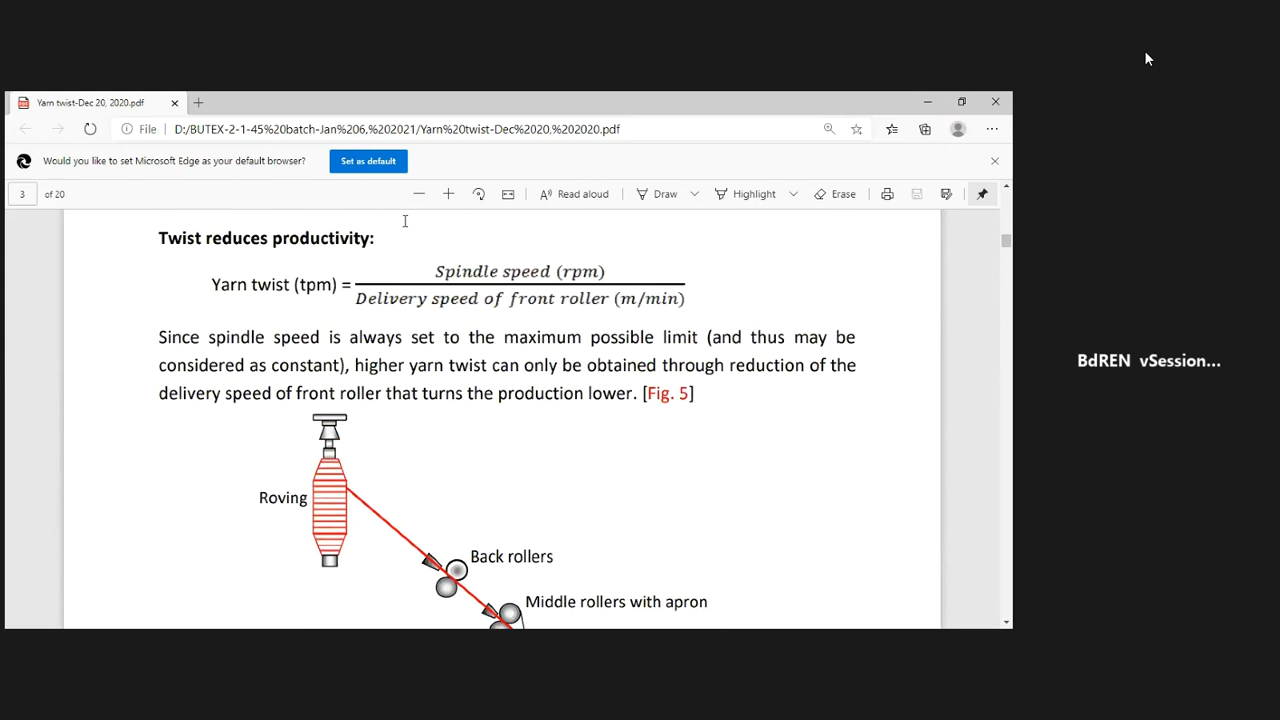 Yarn twist-Dec 20, 2020.pdf
File D:/BUTEX-2-1-45%20batch-Jan%206,%202021/Yarn%20twist-Dec%2020,%202020.pdf
Would you like to set Microsoft Edge as your default browser? Set as default
3 of 20 Read aloud Draw Highlight Erase
Twist reduces productivity:
Yarn twist (tpm) = Spindle speed (rpm)
Delivery speed of front roller (m/min)
Since spindle speed is always set to the maximum possible limit (and thus may be
considered as constant), higher yarn twist can only be obtained through reduction of the
delivery speed of front roller that turns the production lower. [Fig. 5]
Roving
Back rollers
Middle rollers with apron
BdREN vSession...